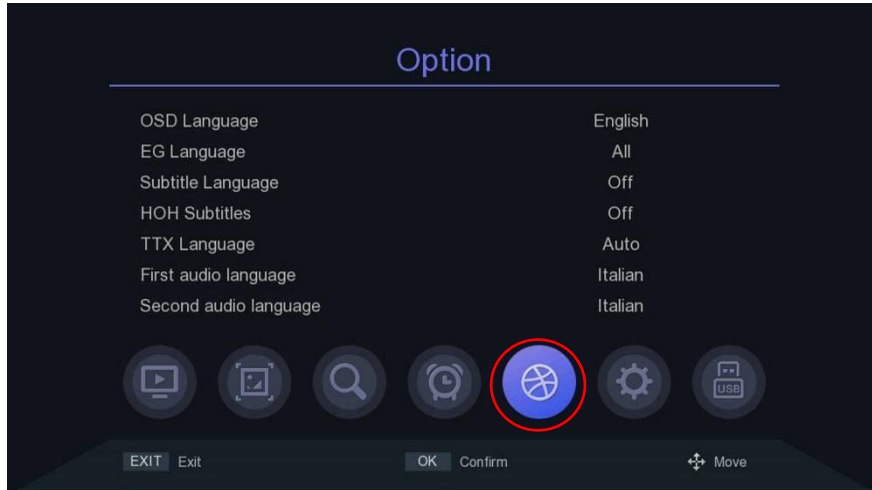 Option
OSD Language English
EG Language All
Subtitle Language Off
HOH Subtitles Off
TTX Language Auto
First audio language Italian
Second audio language Italian
USB
EXIT Exit OK Confirm Move